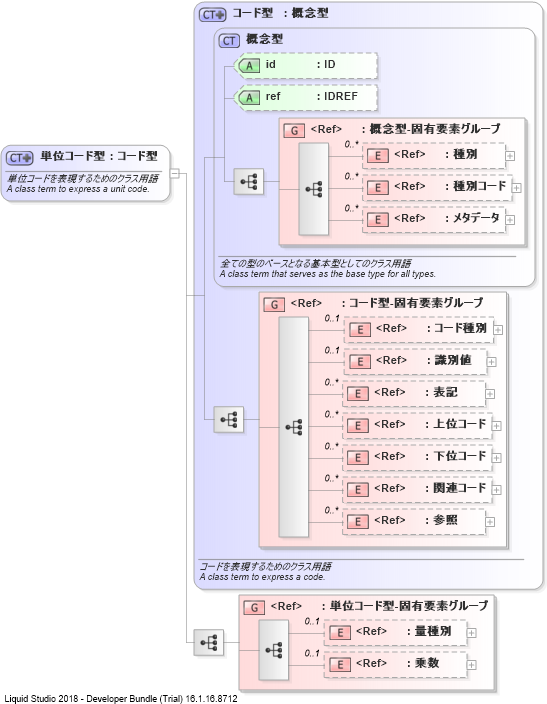 CT コード型 : 概念型
CT 概念型
A id : ID
A ref : IDREF
G <Ref> : 概念型-固有要素グループ
0..*
E <Ref> : 種別
0..*
E <Ref> : 種別コード
0..*
E <Ref> : メタデータ
全ての型のベースとなる基本型としてのクラス用語
A class term that serves as the base type for all types.
CT 単位コード型 : コード型
単位コードを表現するためのクラス用語
A class term to express a unit code.
G <Ref> : コード型-固有要素グループ
0..1
E <Ref> : コード種別
0..1
E <Ref> : 識別値
0..*
E <Ref> : 表記
0..*
E <Ref> : 上位コード
0..*
E <Ref> : 下位コード
0..*
E <Ref> : 関連コード
0..*
E <Ref> : 参照
コードを表現するためのクラス用語
A class term to express a code.
G <Ref> : 単位コード型-固有要素グループ
0..1
E <Ref> : 量種別
0..1
E <Ref> : 乗数
Liquid Studio 2018 - Developer Bundle (Trial) 16.1.16.8712